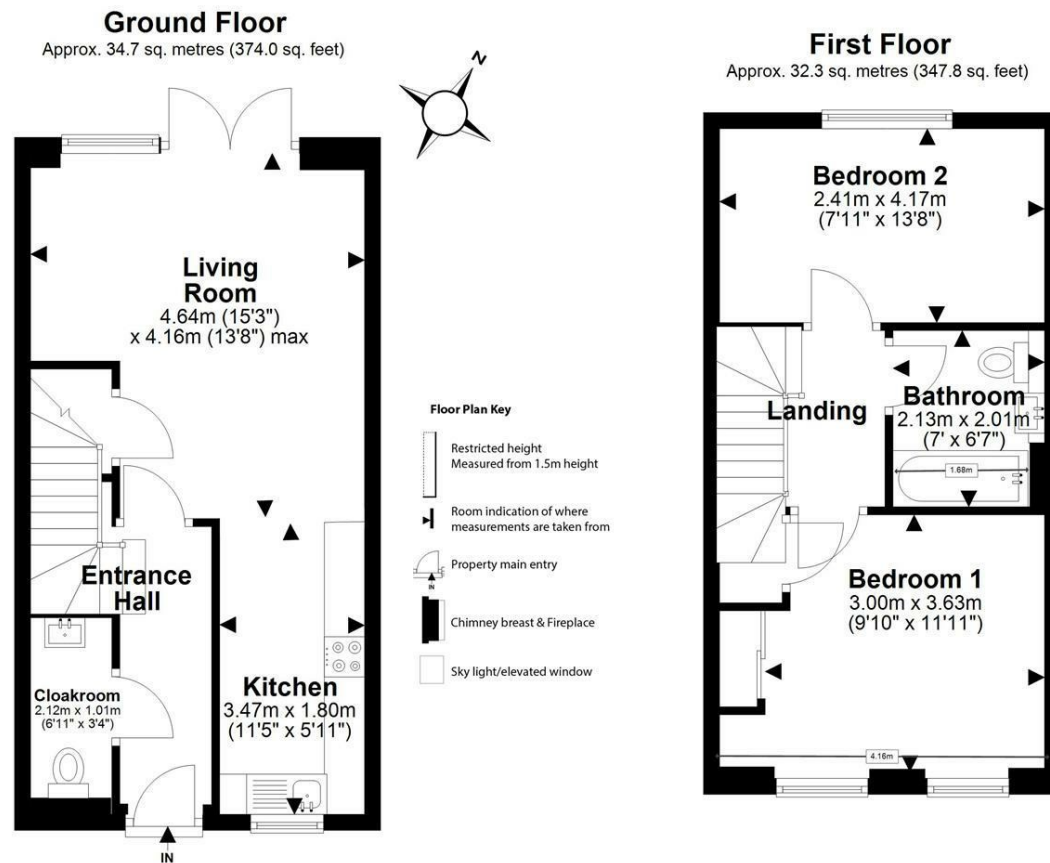 Ground Floor
Approx. 34.7 sq. metres (374.0 sq. feet)
N
Living
Room
4.64m (15'3")
x 4.16m (13'8") max
Entrance
Hall
Cloakroom
2.12m x 1.01m
(6'11" x 3'4")
Kitchen
3.47m x 1.80m
(11'5" x 5'11")
IN
Floor Plan Key
Restricted height
Measured from 1.5m height
Room indication of where
measurements are taken from
Property main entry
IN
Chimney breast & Fireplace
Sky light/elevated window
First Floor
Approx. 32.3 sq. metres (347.8 sq. feet)
Bedroom 2
2.41m x 4.17m
(7'11" x 13'8")
Landing
Bathroom
2.13m x 2.01m
(7' x 6'7")
1.68m
Bedroom 1
3.00m x 3.63m
(9'10" x 11'11")
4.16m